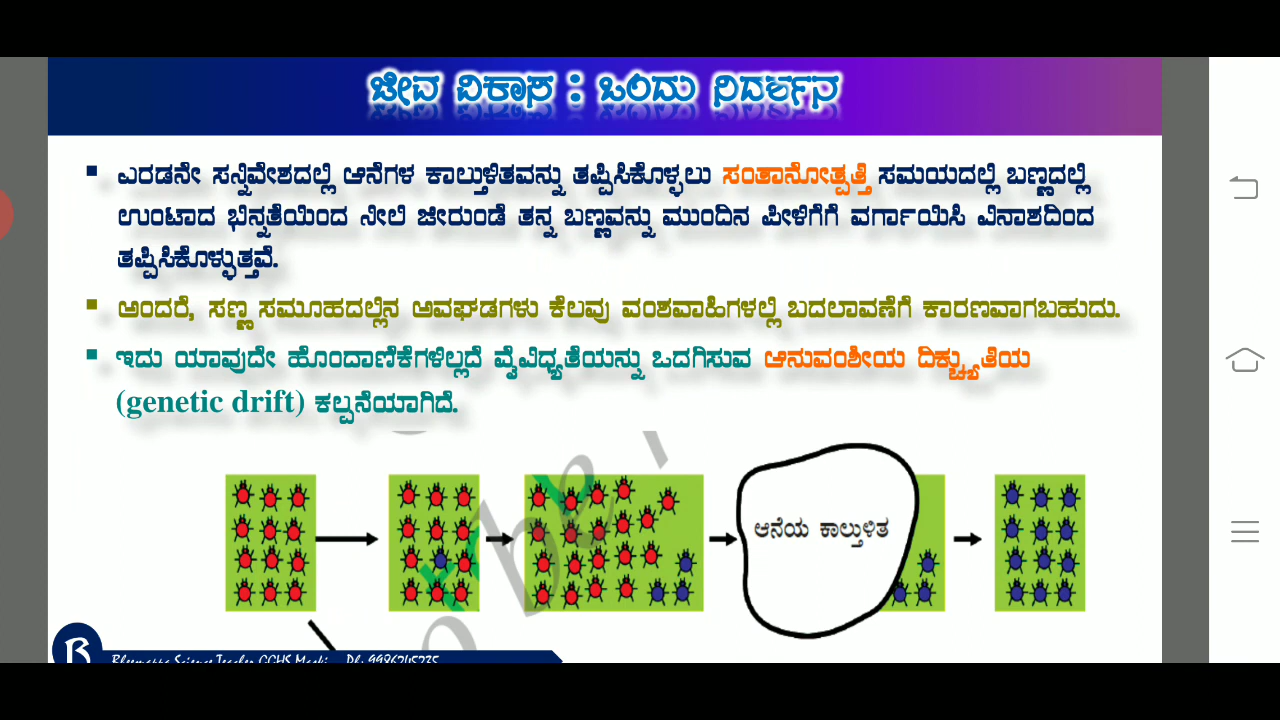 ಜೀವ ವಿಕಾಸ : ಒಂದು ನಿದರ್ಶನ
ಎರಡನೇ ಸನ್ನಿವೇಶದಲ್ಲಿ ಆನೆಗಳ ಕಾಲ್ತುಳಿತವನ್ನು ತಪ್ಪಿಸಿಕೊಳ್ಳಲು ಸಂತಾನೋತ್ಪತ್ತಿ ಸಮಯದಲ್ಲಿ ಬಣ್ಣದಲ್ಲಿ
ಉಂಟಾದ ಭಿನ್ನತೆಯಿಂದ ನೀಲಿ ಜೀರುಂಡೆ ತನ್ನ ಬಣ್ಣವನ್ನು ಮುಂದಿನ ಪೀಳಿಗೆಗೆ ವರ್ಗಾಯಿಸಿ ವಿನಾಶದಿಂದ
ತಪ್ಪಿಸಿಕೊಳ್ಳುತ್ತವೆ.
ಅಂದರೆ, ಸಣ್ಣ ಸಮೂಹದಲ್ಲಿನ ಅವಘಡಗಳು ಕೆಲವು ವಂಶವಾಹಿಗಳಲ್ಲಿ ಬದಲಾವಣೆಗೆ ಕಾರಣವಾಗಬಹುದು.
ಇದು ಯಾವುದೇ ಹೊಂದಾಣಿಕೆಗಳಿಲ್ಲದೆ ವೈವಿಧ್ಯತೆಯನ್ನು ಒದಗಿಸುವ ಆನುವಂಶೀಯ ದಿಕ್ಚ್ಯುತಿಯ
(genetic drift) ಕಲ್ಪನೆಯಾಗಿದೆ.
ಆನೆಯ ಕಾಲ್ತುಳಿತ